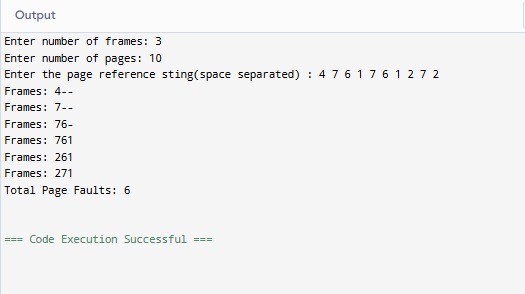 Output
Enter number of frames: 3
Enter number of pages: 10
Enter the page reference sting(space separated) : 4 7 6 1 7 6 1 2 7 2
Frames: 4--
Frames: 7--
Frames: 76-
Frames: 761
Frames: 261
Frames: 271
Total Page Faults: 6
=== Code Execution Successful ===